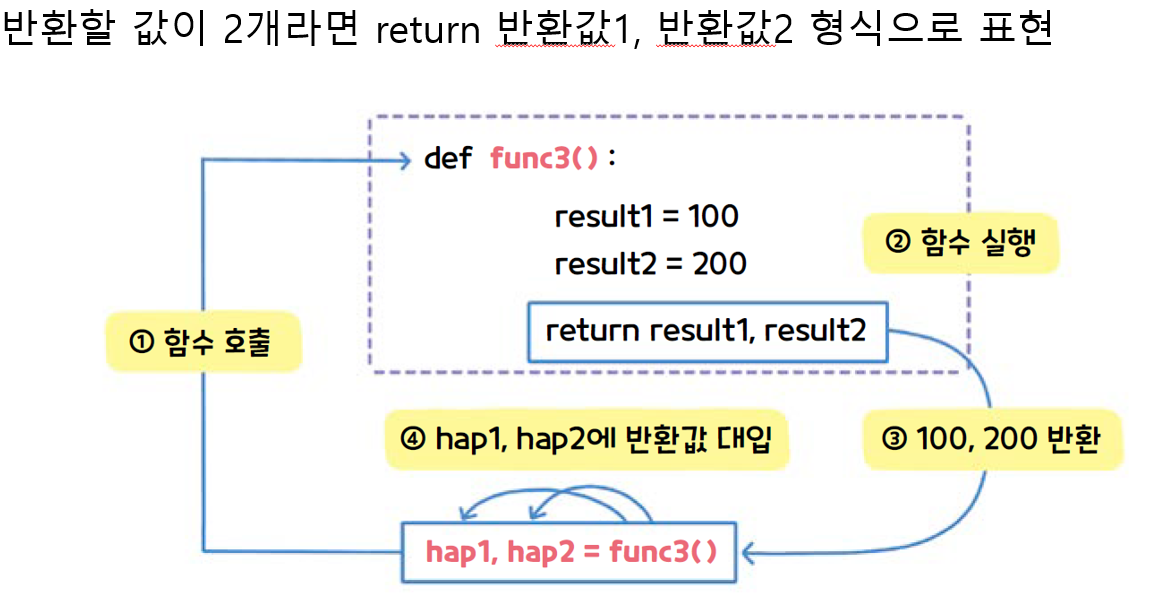 반환할 값이 2개라면 return 반환값1, 반환값2 형식으로 표현
def func3() :
result1 = 100
② 함수 실행
result2 = 200
return result1, result2
① 함수 호출
④ hap1, hap2에 반환값 대입
③ 100, 200 반환
hap1, hap2 = func3()